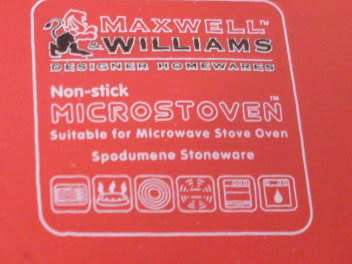 MAXWELL™
& WILLIAMS
DESIGNER HOMEWARES
Non-stick
MICROSTOVEN™
Suitable for Microwave Stove Oven
Spodumene Stoneware